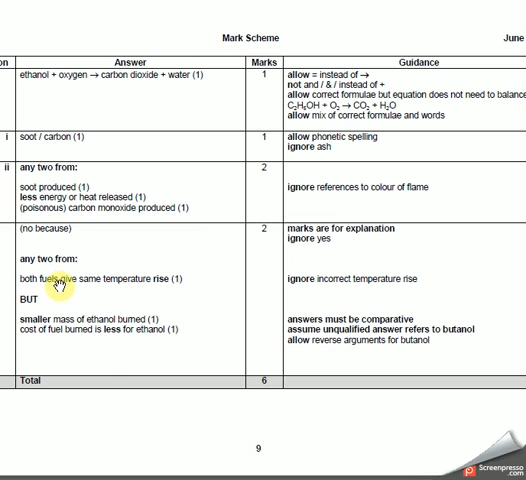 Mark Scheme June
on Answer Marks Guidance
ethanol + oxygen → carbon dioxide + water (1) 1 allow = instead of →
not and / & / instead of +
allow correct formulae but equation does not need to balance
C₂H₅OH + O₂ → CO₂ + H₂O
allow mix of correct formulae and words
i soot / carbon (1) 1 allow phonetic spelling
ignore ash
ii any two from: 2
soot produced (1) ignore references to colour of flame
less energy or heat released (1)
(poisonous) carbon monoxide produced (1)
(no because) 2 marks are for explanation
ignore yes
any two from:
both fuels give same temperature rise (1) ignore incorrect temperature rise
BUT
smaller mass of ethanol burned (1) answers must be comparative
cost of fuel burned is less for ethanol (1) assume unqualified answer refers to butanol
allow reverse arguments for butanol
Total 6
9
Screenpresso
.com